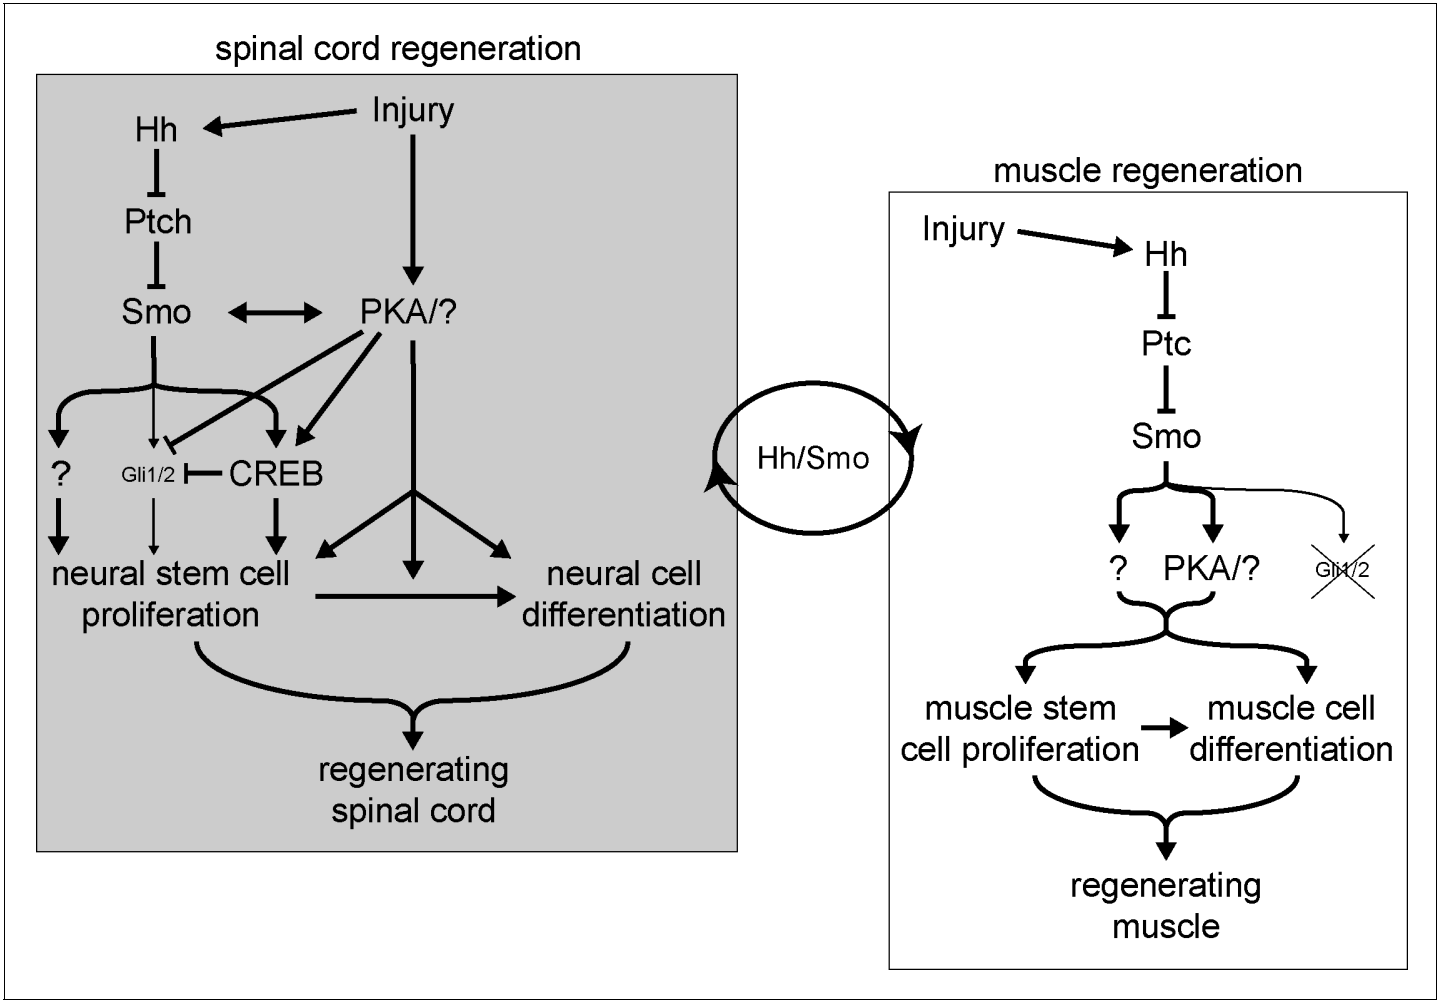 spinal cord regeneration
Injury
Hh
Ptch
Smo
PKA/?
?
Gli1/2
CREB
neural stem cell
proliferation
neural cell
differentiation
regenerating
spinal cord
Hh/Smo
muscle regeneration
Injury
Hh
Ptc
Smo
?
PKA/?
Gli1/2
muscle stem
cell proliferation
muscle cell
differentiation
regenerating
muscle